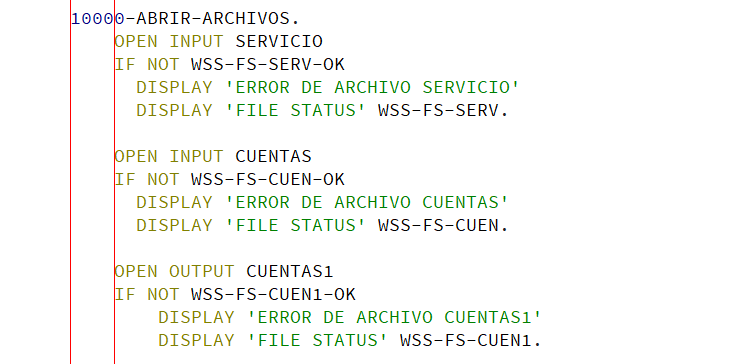 10000-ABRIR-ARCHIVOS.
OPEN INPUT SERVICIO
IF NOT WSS-FS-SERV-OK
DISPLAY 'ERROR DE ARCHIVO SERVICIO'
DISPLAY 'FILE STATUS' WSS-FS-SERV.
OPEN INPUT CUENTAS
IF NOT WSS-FS-CUEN-OK
DISPLAY 'ERROR DE ARCHIVO CUENTAS'
DISPLAY 'FILE STATUS' WSS-FS-CUEN.
OPEN OUTPUT CUENTAS1
IF NOT WSS-FS-CUEN1-OK
DISPLAY 'ERROR DE ARCHIVO CUENTAS1'
DISPLAY 'FILE STATUS' WSS-FS-CUEN1.